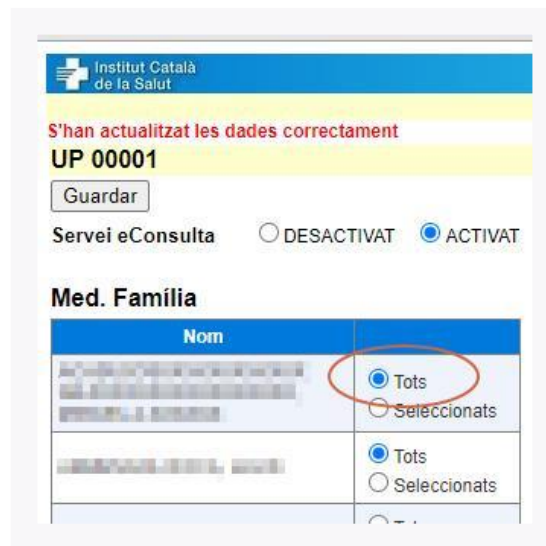 Institut Català
de la Salut
S'han actualitzat les dades correctament
UP 00001
Guardar
Servei eConsulta DESACTIVAT ACTIVAT
Med. Família
Nom
Tots
Seleccionats
Tots
Seleccionats